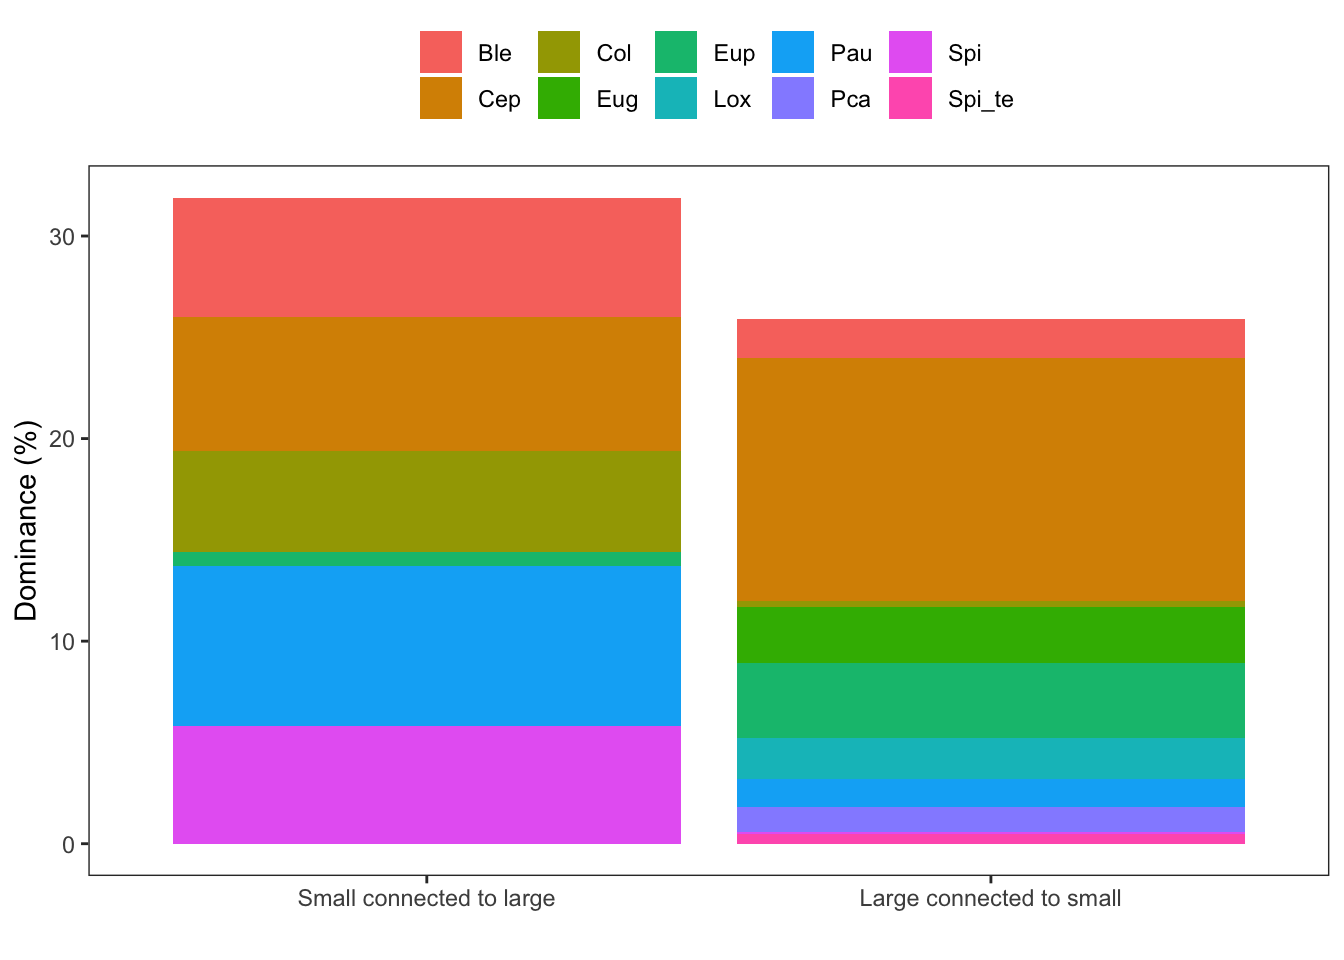 Ble Col Eup Pau Spi
Cep Eug Lox Pca Spi_te
Dominance (%)
30
20
10
0
Small connected to large Large connected to small